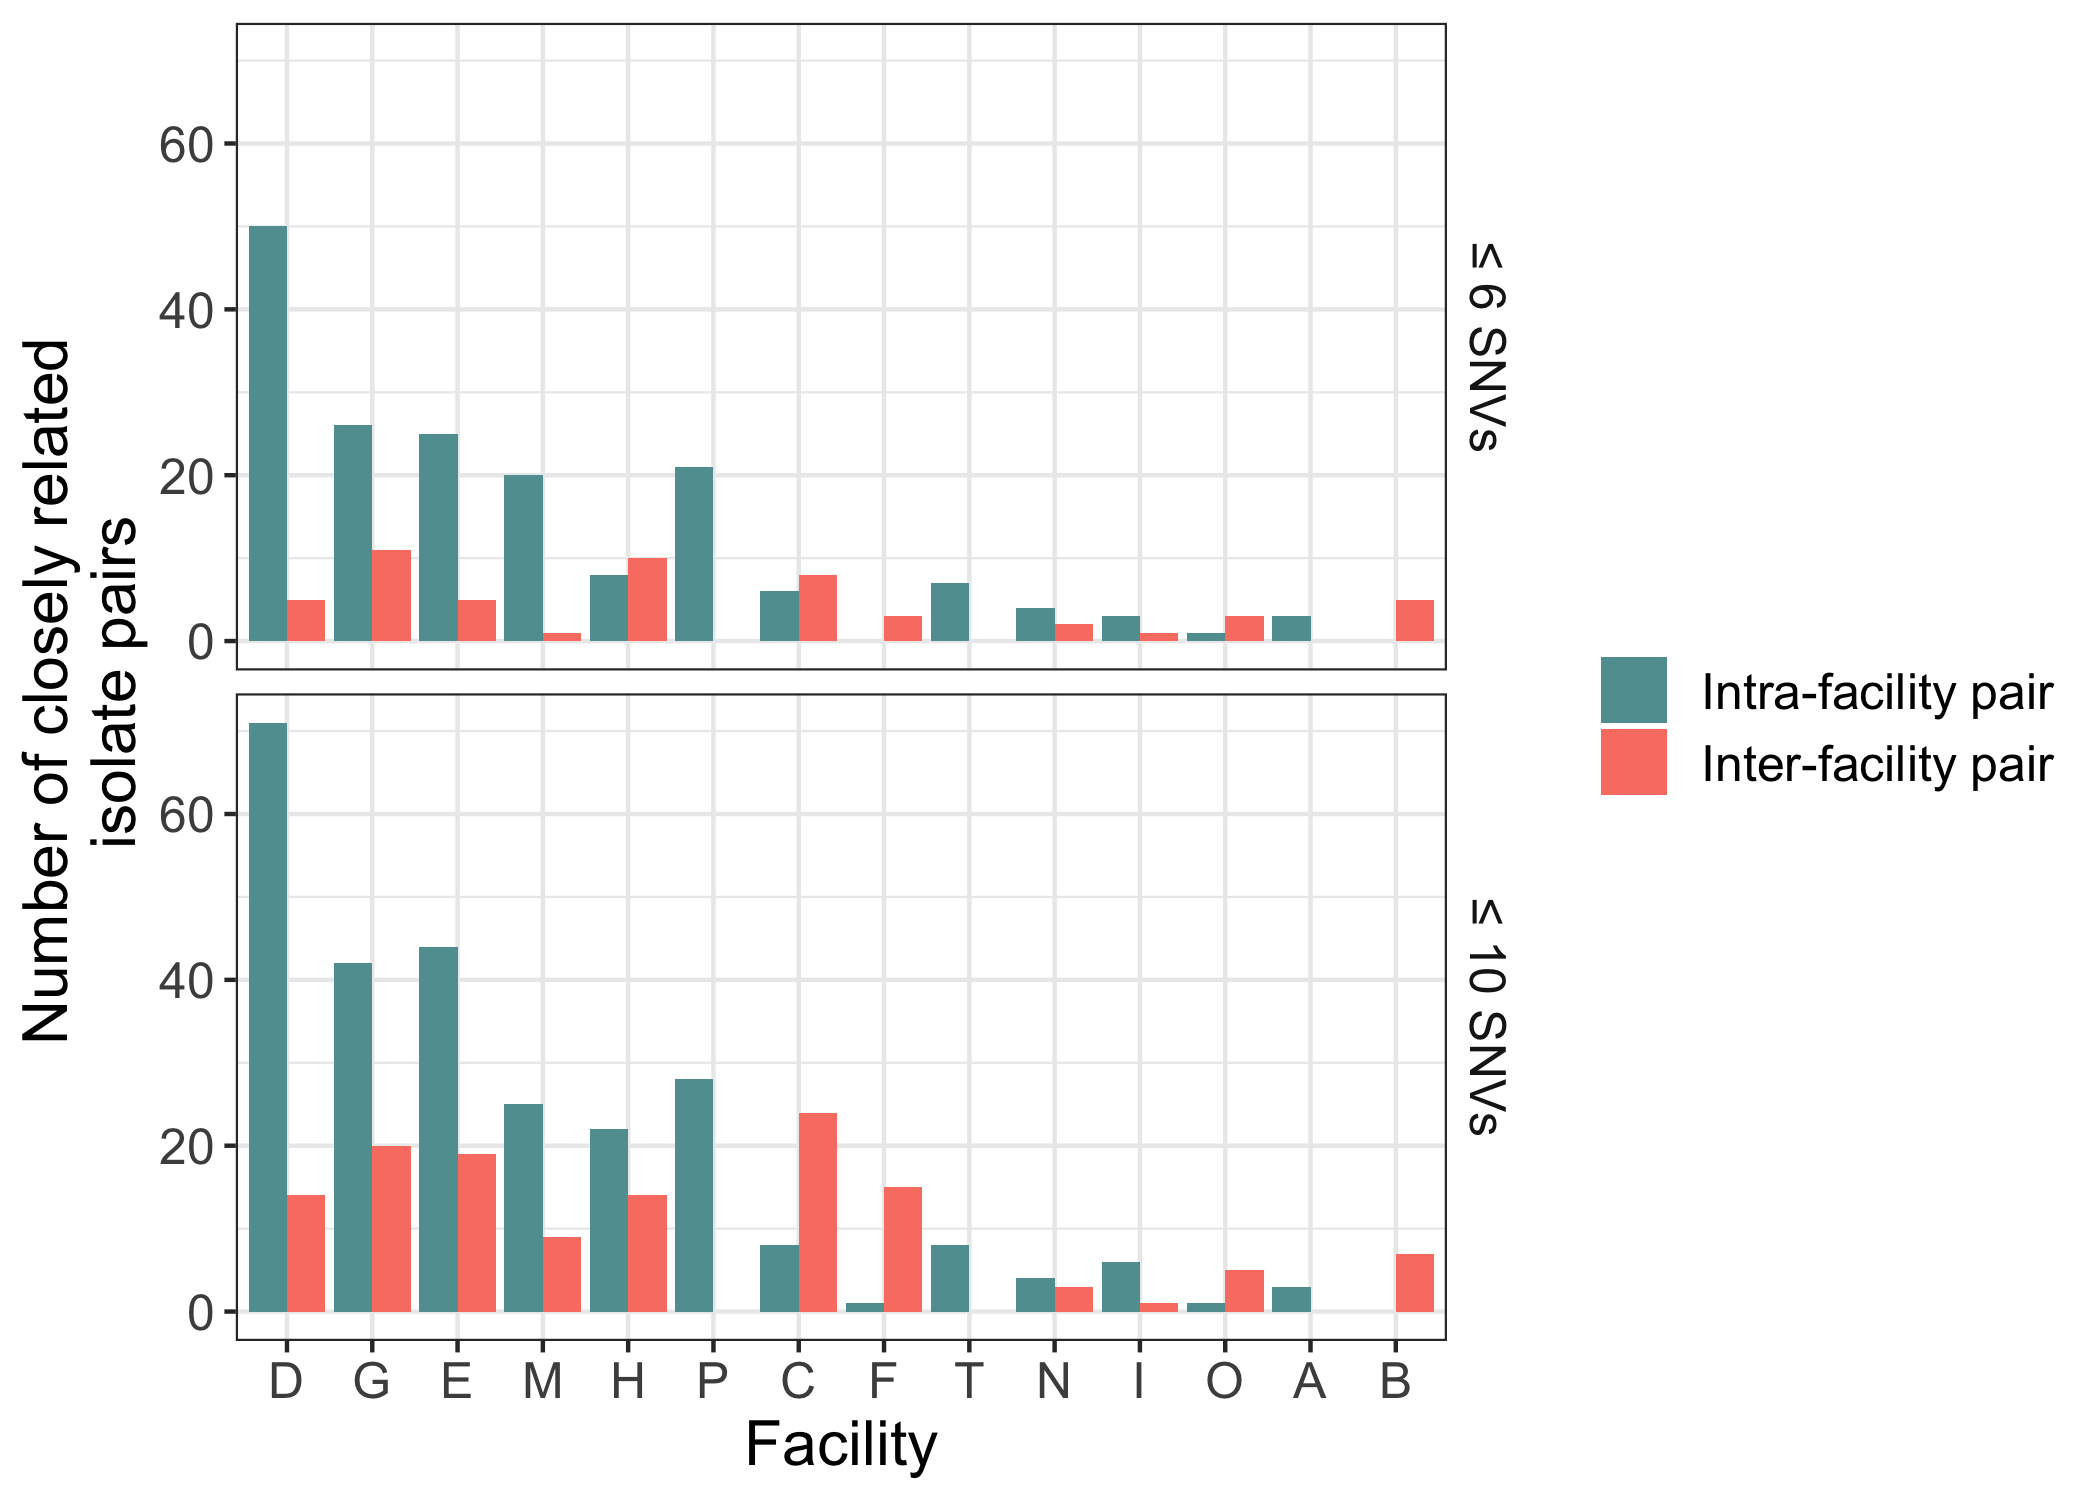 Number of closely related
isolate pairs
60
40
20
0
≤ 6 SNVs
60
40
20
0
≤ 10 SNVs
D G E M H P C F T N I O A B
Facility
Intra-facility pair
Inter-facility pair